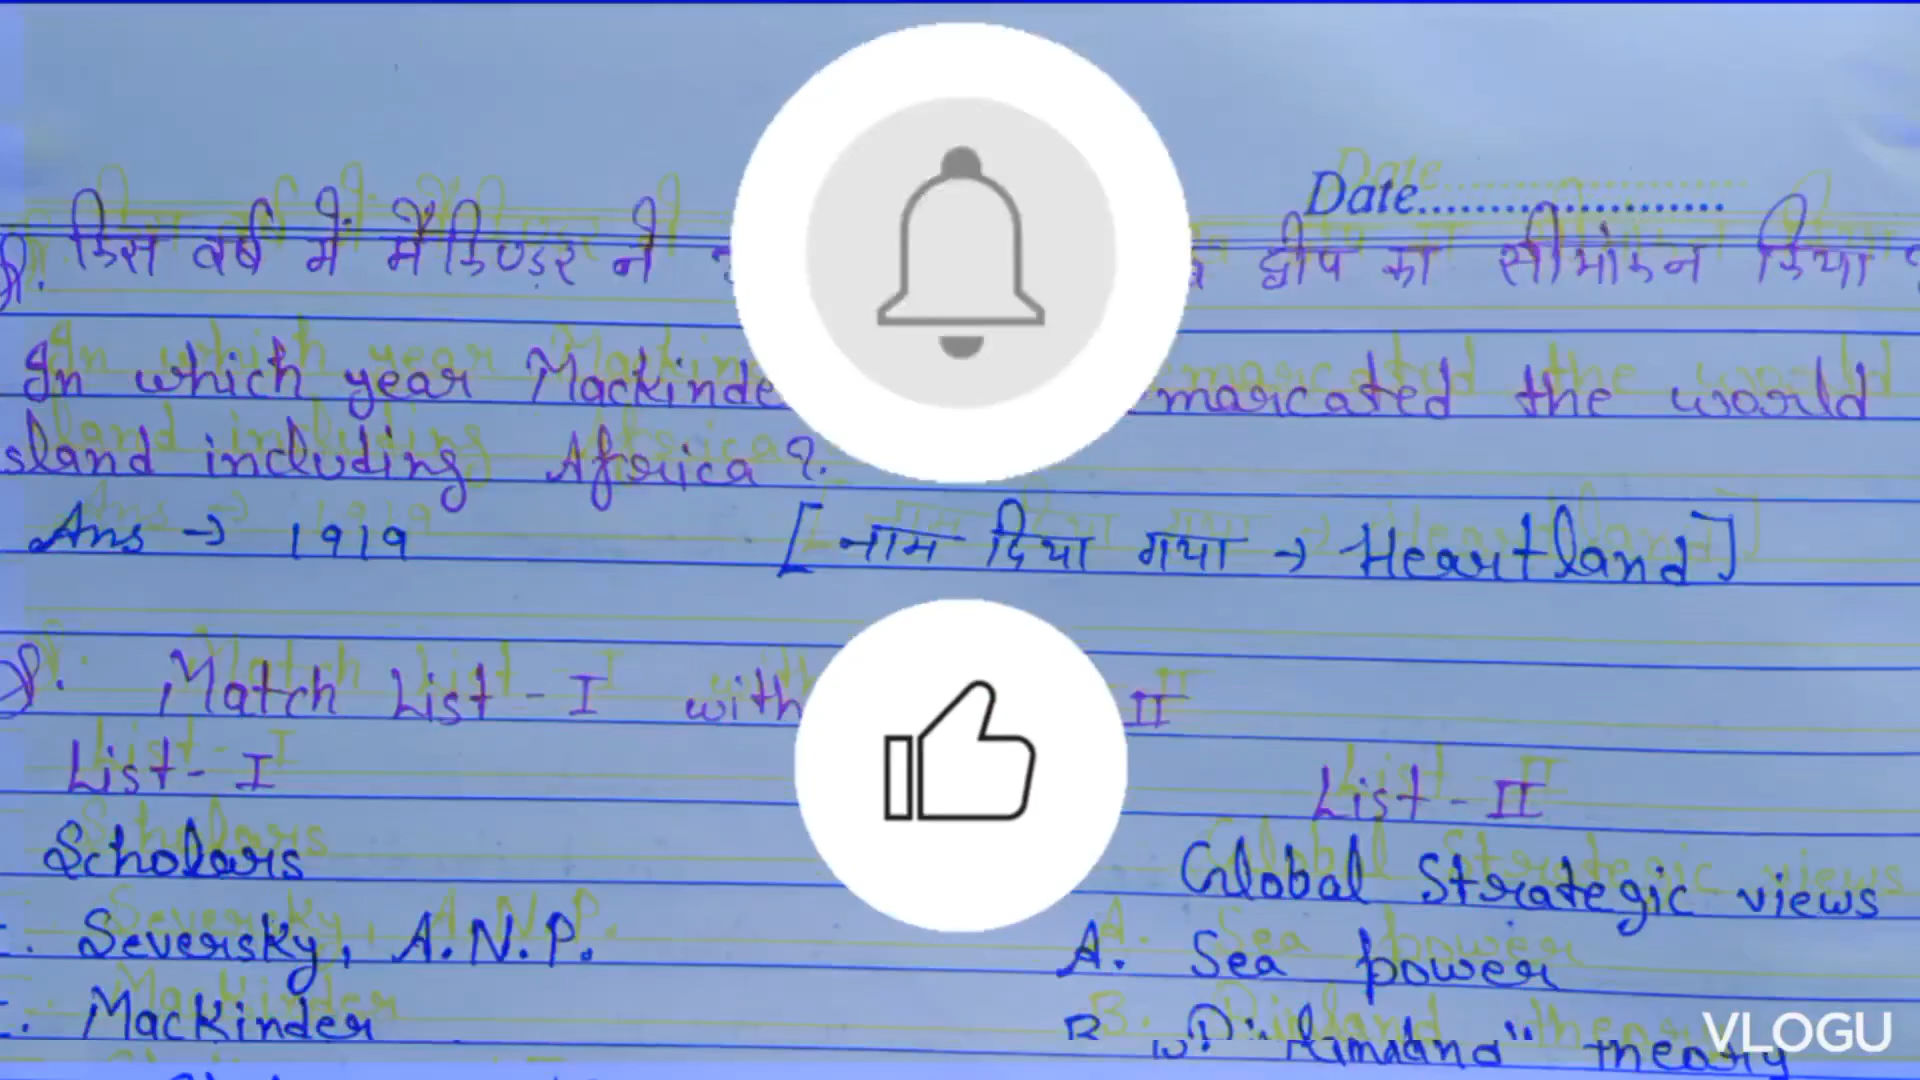 Date
किस वर्ष में मैकिण्डर ने द्वीप का सीमांकन किया ?
In which year Mackinde marcated the world
sland including Africa ?
Ans → 1919 [नाम दिया गया → Heartland]
Match List - I with II
List - I
List - II
Scholars
Global Strategic views
Seversky, A.N.P.
A. Sea power
Mackinder
B. theory
VLOGU